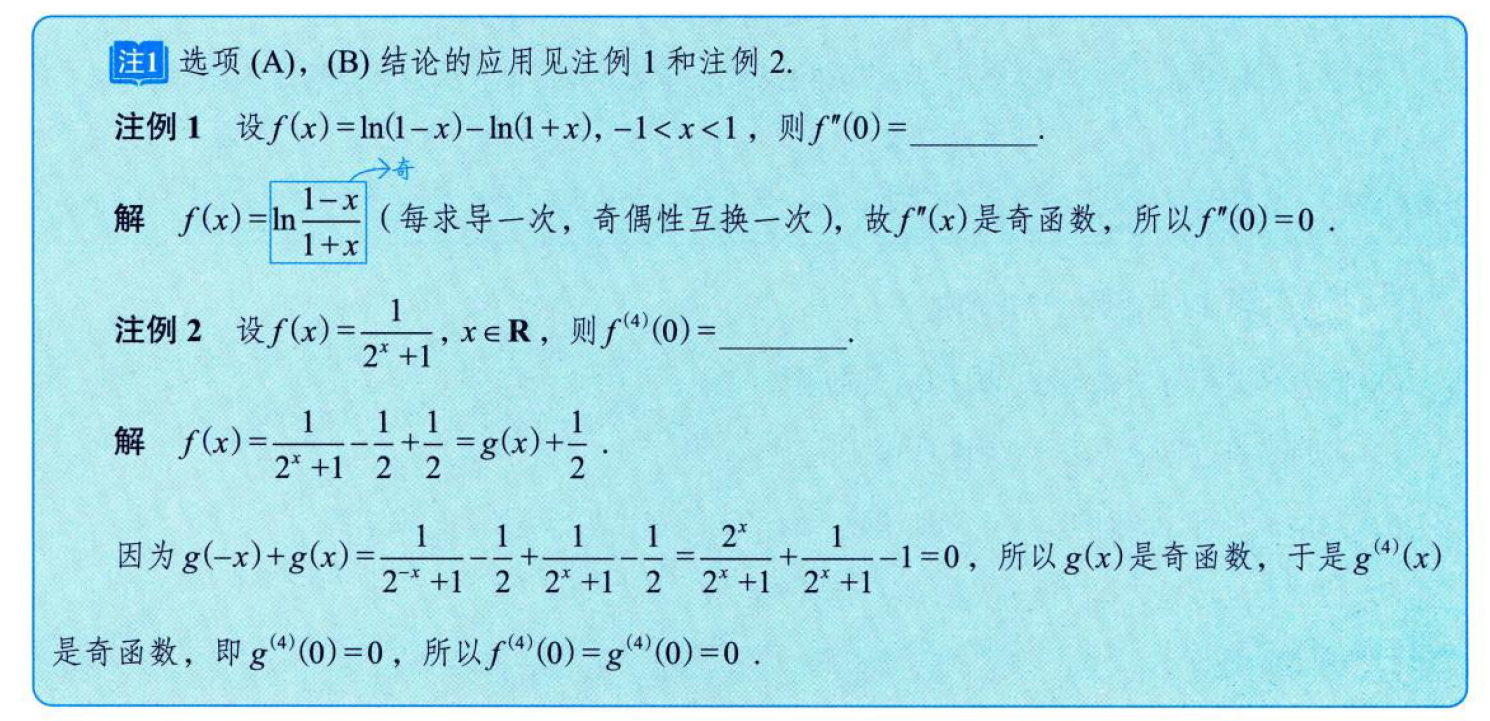 注1 选项 (A), (B) 结论的应用见注例 1 和注例 2.
注例 1 设 f(x)=ln(1−x)−ln(1+x), −1<x<1, 则 f″(0)=________.
→奇
解 f(x)=ln\frac{1−x}{1+x} (每求导一次, 奇偶性互换一次), 故 f″(x) 是奇函数, 所以 f″(0)=0.
注例 2 设 f(x)=\frac{1}{2^x+1}, x∈R, 则 f^{(4)}(0)=________.
解 f(x)=\frac{1}{2^x+1}−\frac{1}{2}+\frac{1}{2}=g(x)+\frac{1}{2}.
因为 g(−x)+g(x)=\frac{1}{2^{−x}+1}−\frac{1}{2}+\frac{1}{2^x+1}−\frac{1}{2}=\frac{2^x}{2^x+1}+\frac{1}{2^x+1}−1=0, 所以 g(x) 是奇函数, 于是 g^{(4)}(x)
是奇函数, 即 g^{(4)}(0)=0, 所以 f^{(4)}(0)=g^{(4)}(0)=0.